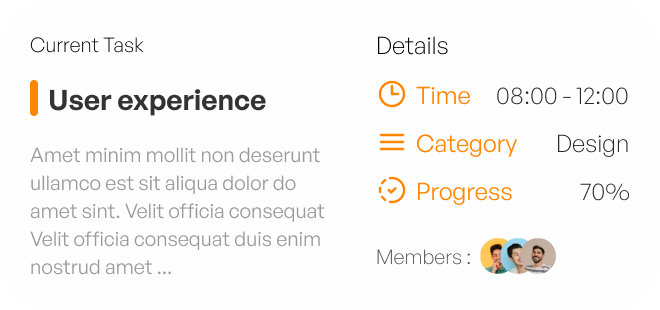 Current Task
User experience
Amet minim mollit non deserunt
ullamco est sit aliqua dolor do
amet sint. Velit officia consequat
Velit officia consequat duis enim
nostrud amet ...
Details
Time 08:00 - 12:00
Category Design
Progress 70%
Members :